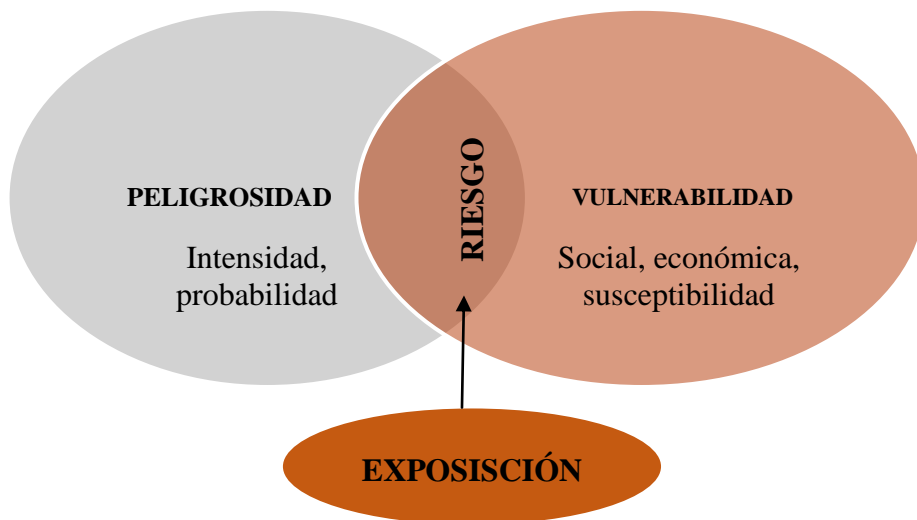 PELIGROSIDAD
Intensidad,
probabilidad
RIESGO
VULNERABILIDAD
Social, económica,
susceptibilidad
EXPOSISCIÓN